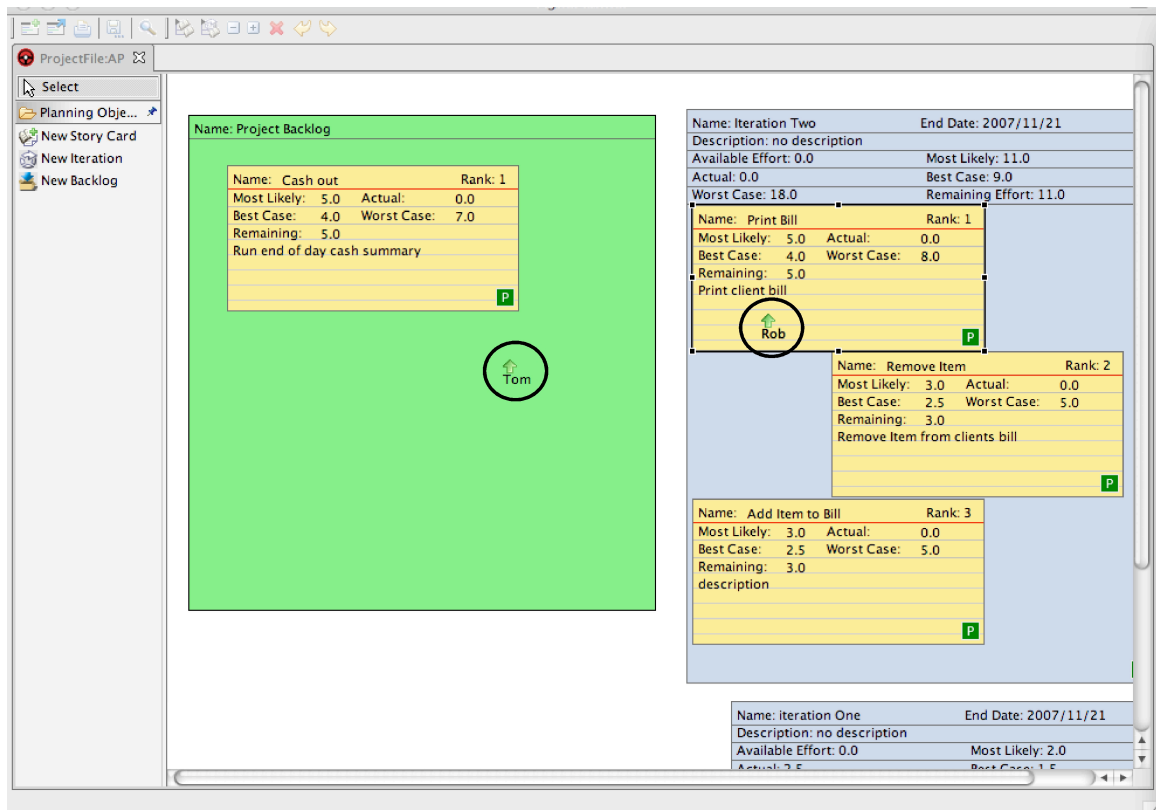 ProjectFile:AP
Select
Planning Obje...
New Story Card
New Iteration
New Backlog
Name: Project Backlog
Name: Cash out Rank: 1
Most Likely: 5.0 Actual: 0.0
Best Case: 4.0 Worst Case: 7.0
Remaining: 5.0
Run end of day cash summary
P
Tom
Name: Iteration Two End Date: 2007/11/21
Description: no description
Available Effort: 0.0 Most Likely: 11.0
Actual: 0.0 Best Case: 9.0
Worst Case: 18.0 Remaining Effort: 11.0
Name: Print Bill Rank: 1
Most Likely: 5.0 Actual: 0.0
Best Case: 4.0 Worst Case: 8.0
Remaining: 5.0
Print client bill
Rob
P
Name: Remove Item Rank: 2
Most Likely: 3.0 Actual: 0.0
Best Case: 2.5 Worst Case: 5.0
Remaining: 3.0
Remove Item from clients bill
P
Name: Add Item to Bill Rank: 3
Most Likely: 3.0 Actual: 0.0
Best Case: 2.5 Worst Case: 5.0
Remaining: 3.0
description
P
Name: iteration One End Date: 2007/11/21
Description: no description
Available Effort: 0.0 Most Likely: 2.0
Actual: 2.5 Best Case: 1.5